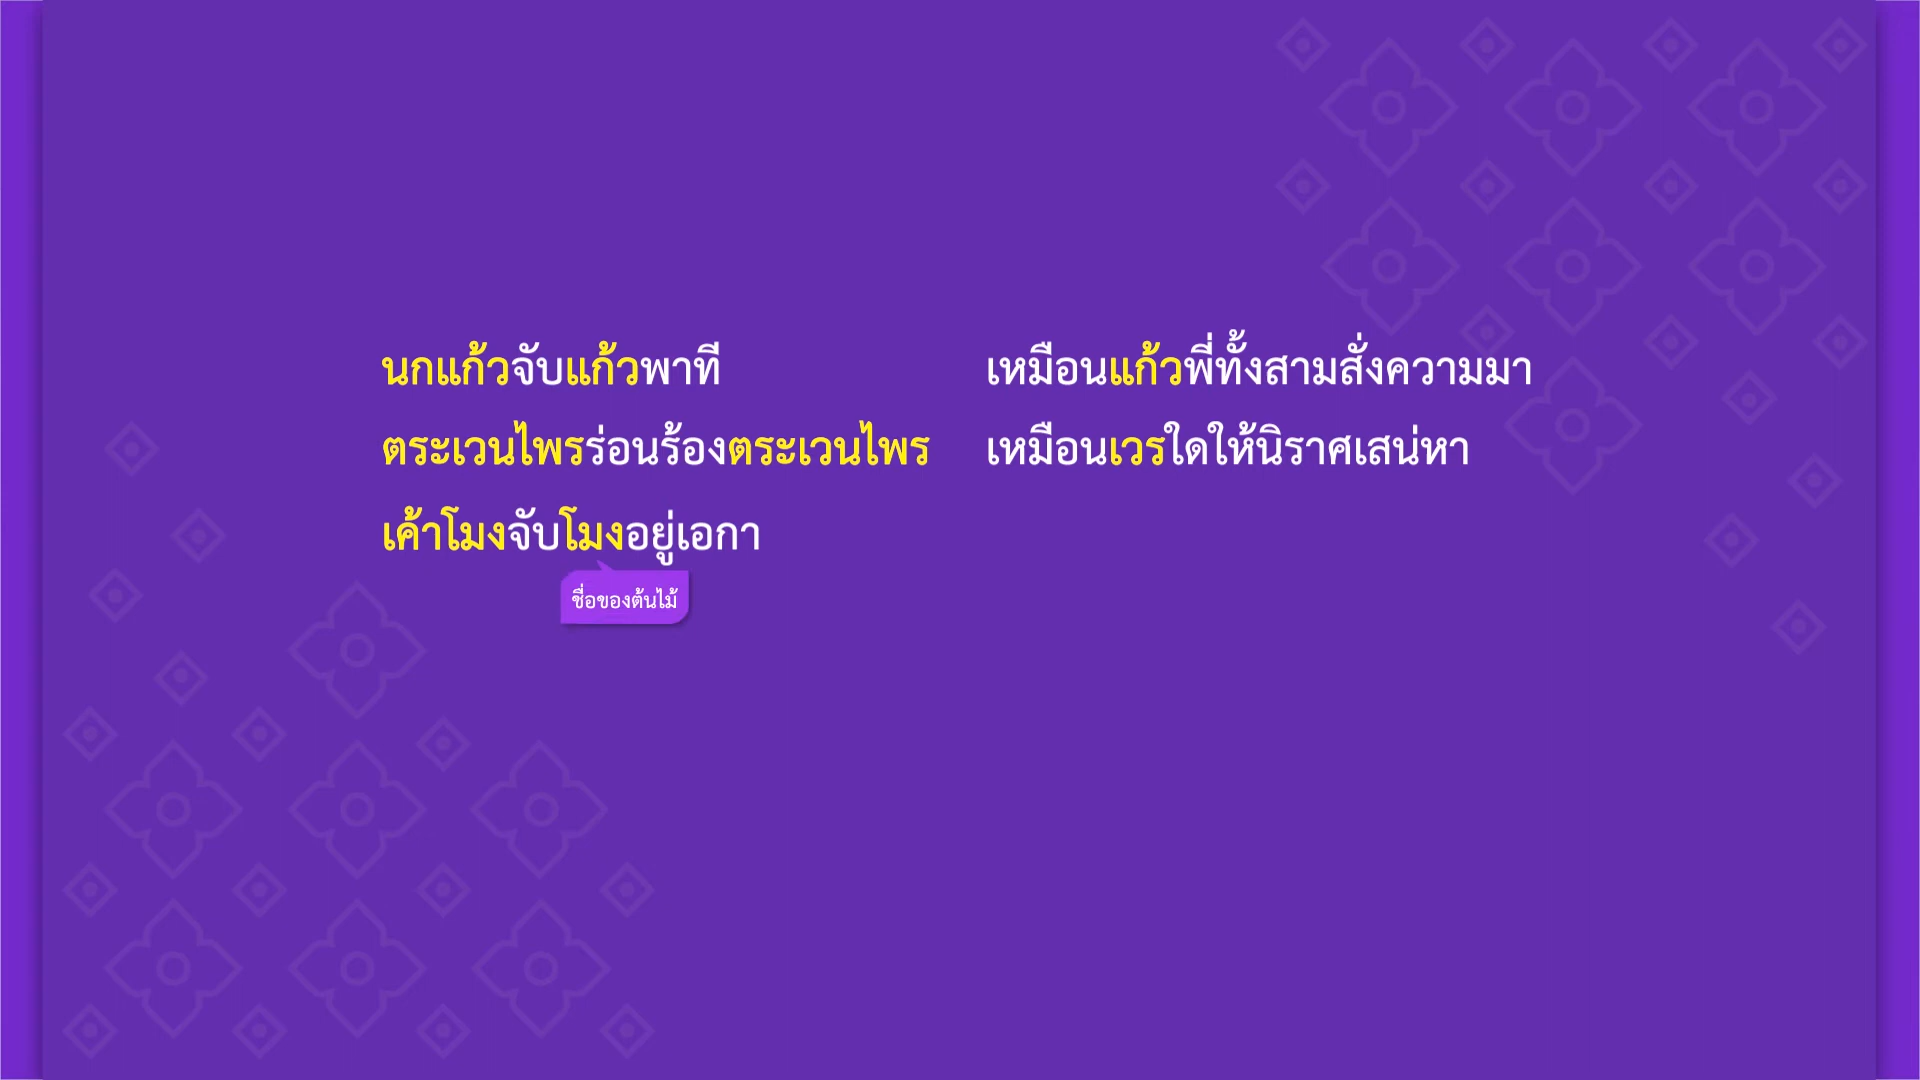 นกแก้วจับแก้วพาที เหมือนแก้วพี่ทั้งสามสั่งความมา
ตระเวนไพรร่อนร้องตระเวนไพร เหมือนเวรใดให้นิราศเสน่หา
เค้าโมงจับโมงอยู่เอกา
ชื่อของต้นไม้